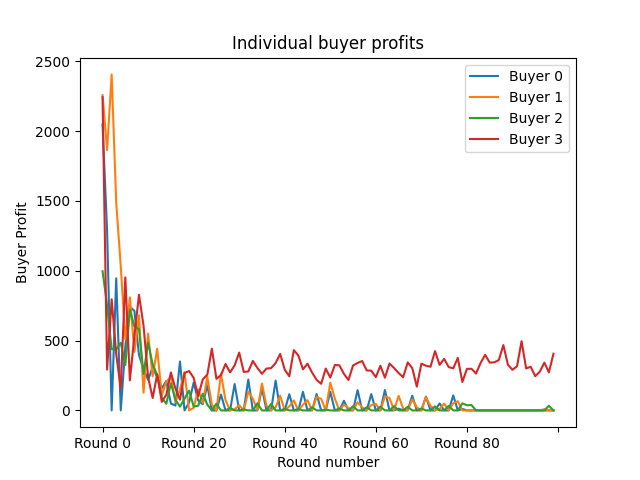 Individual buyer profits
Buyer 0
Buyer 1
Buyer 2
Buyer 3
Buyer Profit
2500
2000
1500
1000
500
0
Round 0 Round 20 Round 40 Round 60 Round 80
Round number